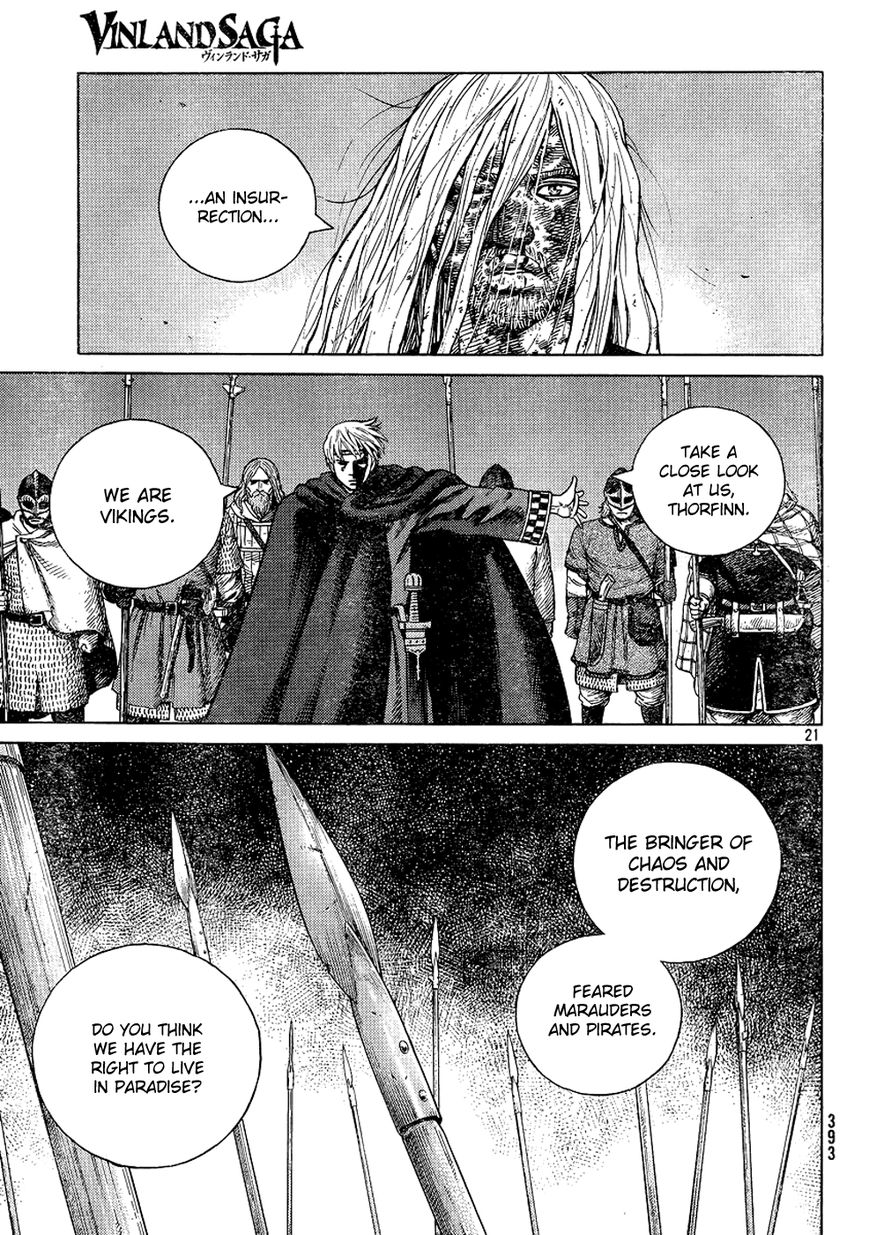 VINLAND SAGA
ヴィンランド・サガ
...AN INSUR-
RECTION...
TAKE A
CLOSE LOOK
AT US,
THORFINN.
WE ARE
VIKINGS.
21
THE BRINGER OF
CHAOS AND
DESTRUCTION,
FEARED
MARAUDERS
AND PIRATES.
DO YOU THINK
WE HAVE THE
RIGHT TO LIVE
IN PARADISE?
393